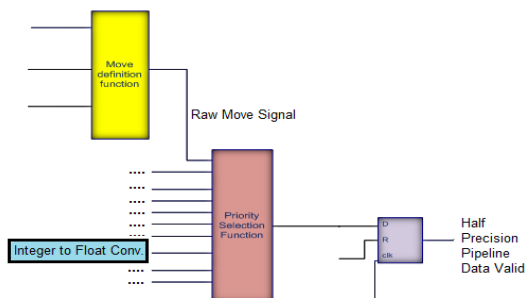 Move
definition
function
Raw Move Signal
....
....
....
....
....
....
Priority
Selection
Function
Integer to Float Conv.
....
....
D
R
clk
Half
Precision
Pipeline
Data Valid